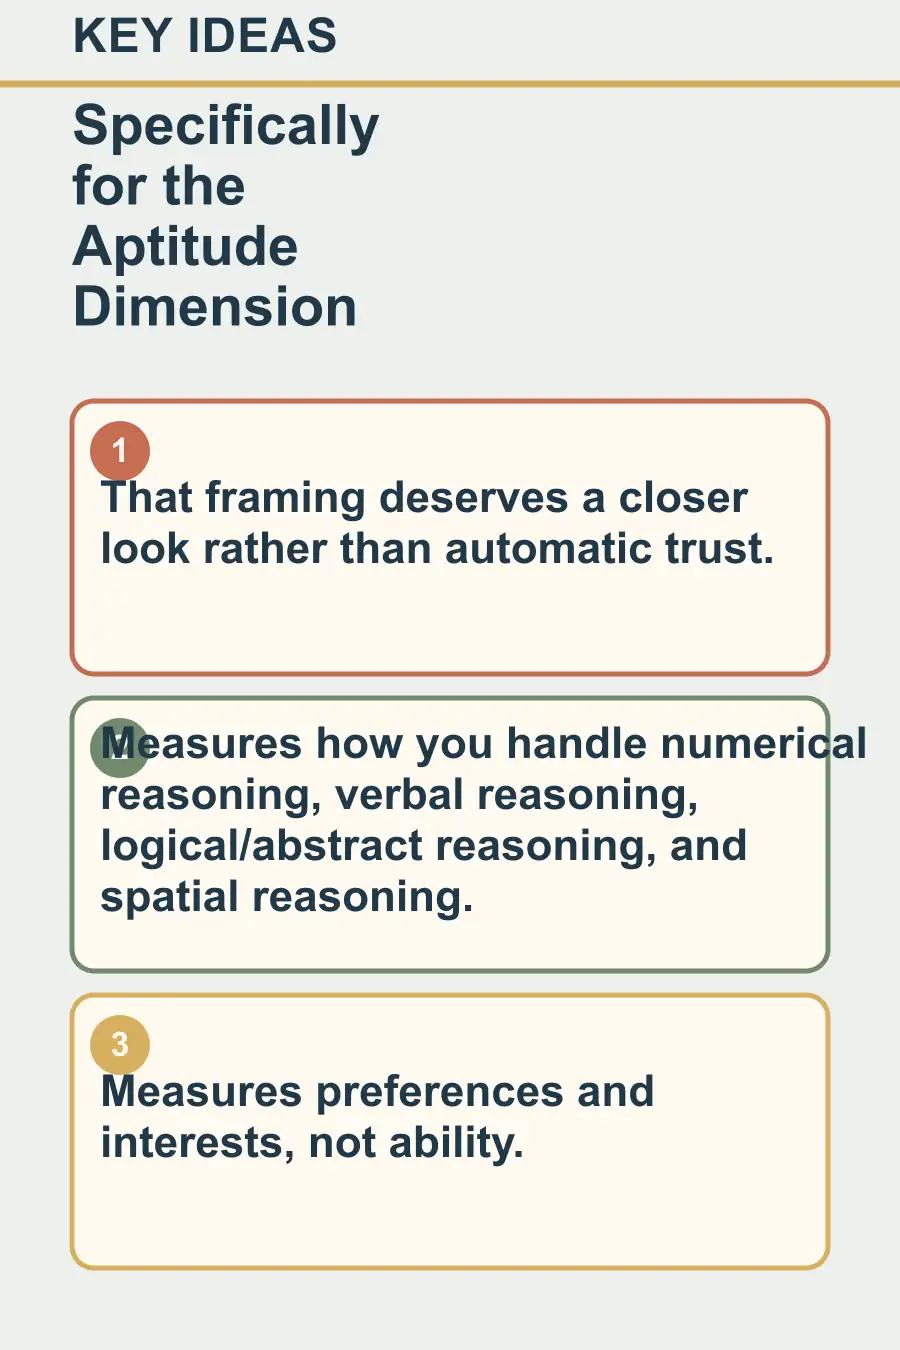 KEY IDEAS
Specifically
for the
Aptitude
Dimension
1
That framing deserves a closer
look rather than automatic trust.
Measures how you handle numerical
reasoning, verbal reasoning,
logical/abstract reasoning, and
spatial reasoning.
3
Measures preferences and
interests, not ability.